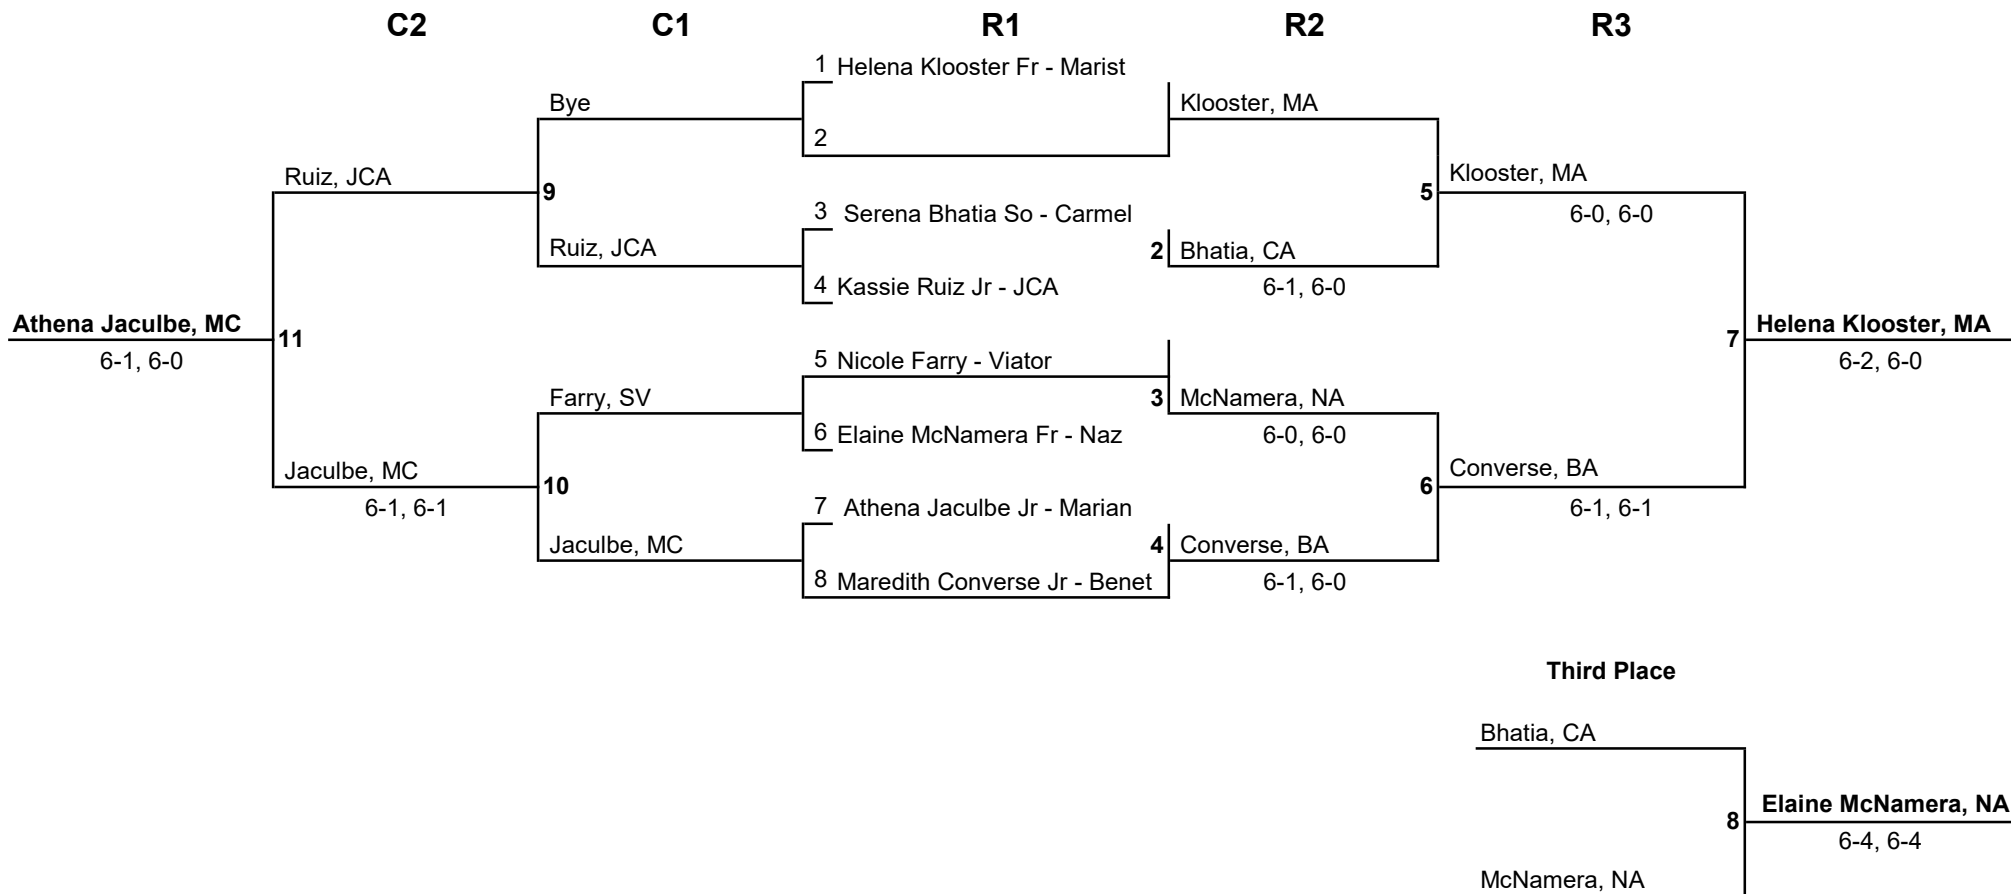 C2 C1 R1 R2 R3
1 Helena Klooster Fr - Marist
Bye Klooster, MA
2
Ruiz, JCA Klooster, MA
9 5
3 Serena Bhatia So - Carmel 6-0, 6-0
Ruiz, JCA 2 Bhatia, CA
4 Kassie Ruiz Jr - JCA 6-1, 6-0
Athena Jaculbe, MC 11 7 Helena Klooster, MA
6-1, 6-0 5 Nicole Farry - Viator 6-2, 6-0
Farry, SV 3 McNamera, NA
6 Elaine McNamera Fr - Naz 6-0, 6-0
Jaculbe, MC Converse, BA
10 6
6-1, 6-1 7 Athena Jaculbe Jr - Marian 6-1, 6-1
Jaculbe, MC 4 Converse, BA
8 Maredith Converse Jr - Benet 6-1, 6-0
Third Place
Bhatia, CA
Elaine McNamera, NA
8
6-4, 6-4
McNamera, NA